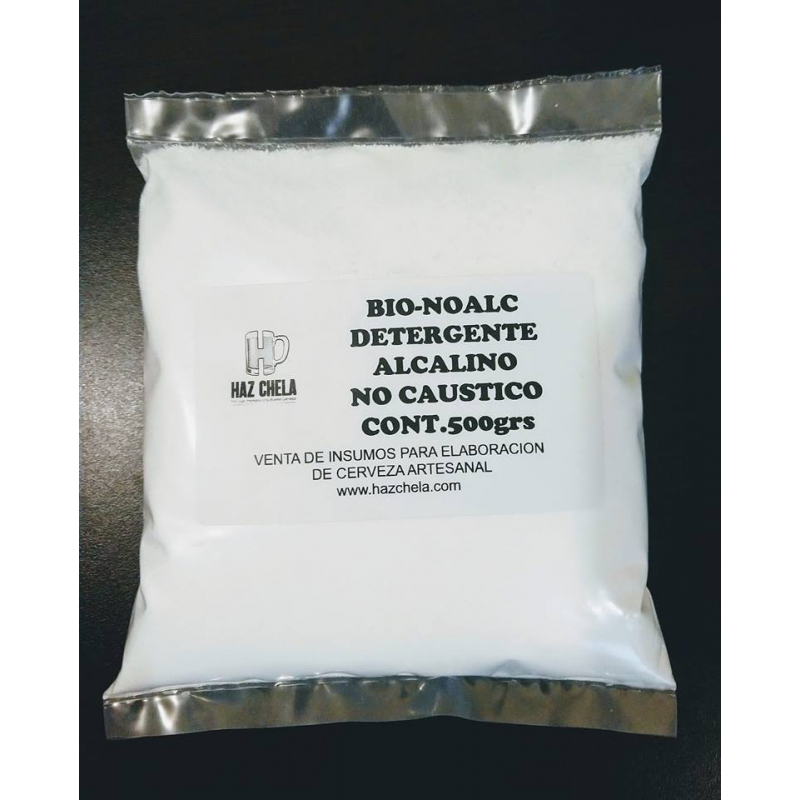 HAZ CHELA
BIO-NOALC
DETERGENTE
ALCALINO
NO CAUSTICO
CONT.500grs
VENTA DE INSUMOS PARA ELABORACION
DE CERVEZA ARTESANAL
www.hazchela.com